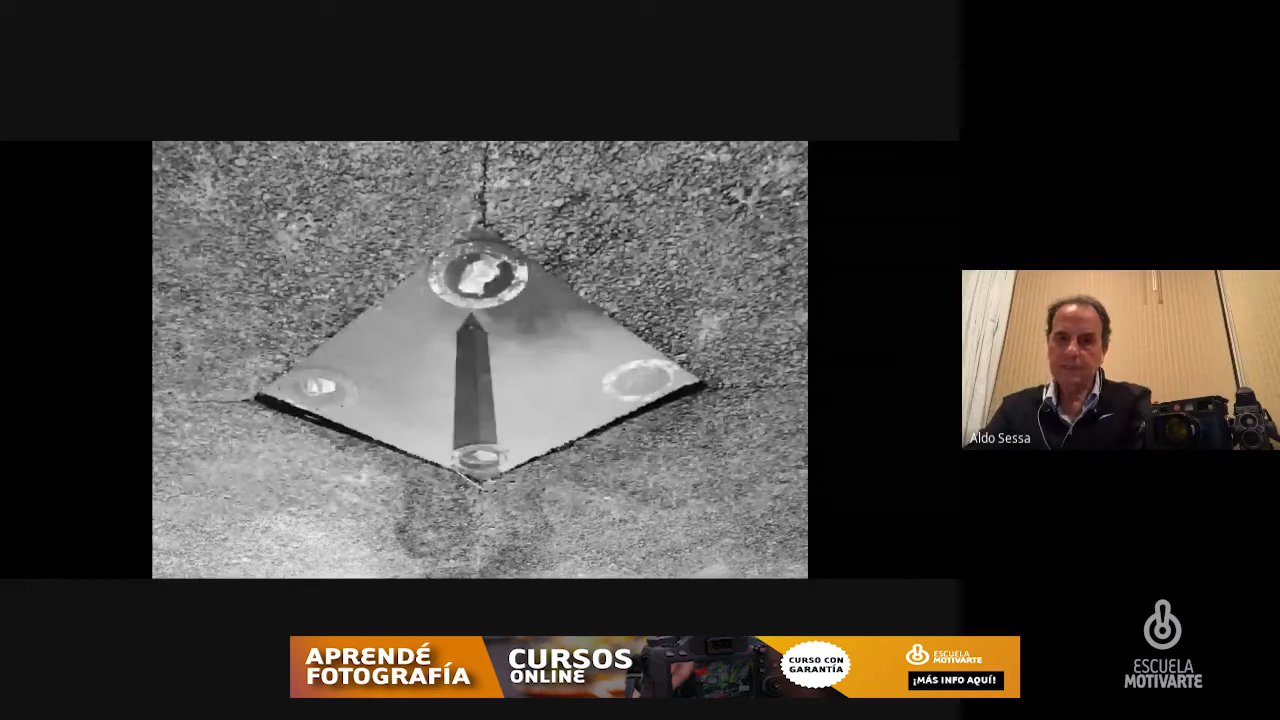 Aldo Sessa
APRENDÉ
FOTOGRAFÍA
CURSOS
ONLINE
CURSO CON
GARANTÍA
ESCUELA
MOTIVARTE
¡MÁS INFO AQUÍ!
ESCUELA
MOTIVARTE